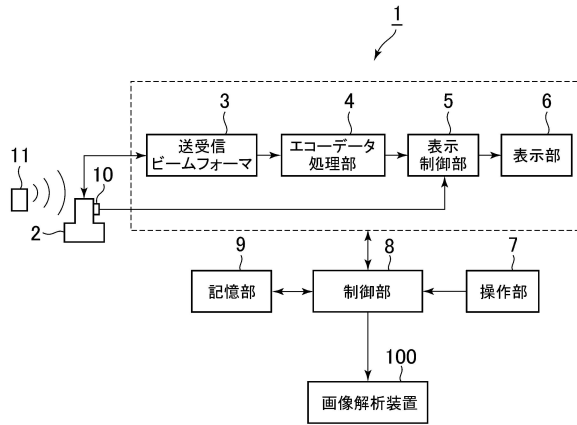 1
3
4
5
6
送受信
ビームフォーマ
エコーデータ
処理部
表示
制御部
表示部
11
10
2
9
8
7
記憶部
制御部
操作部
100
画像解析装置